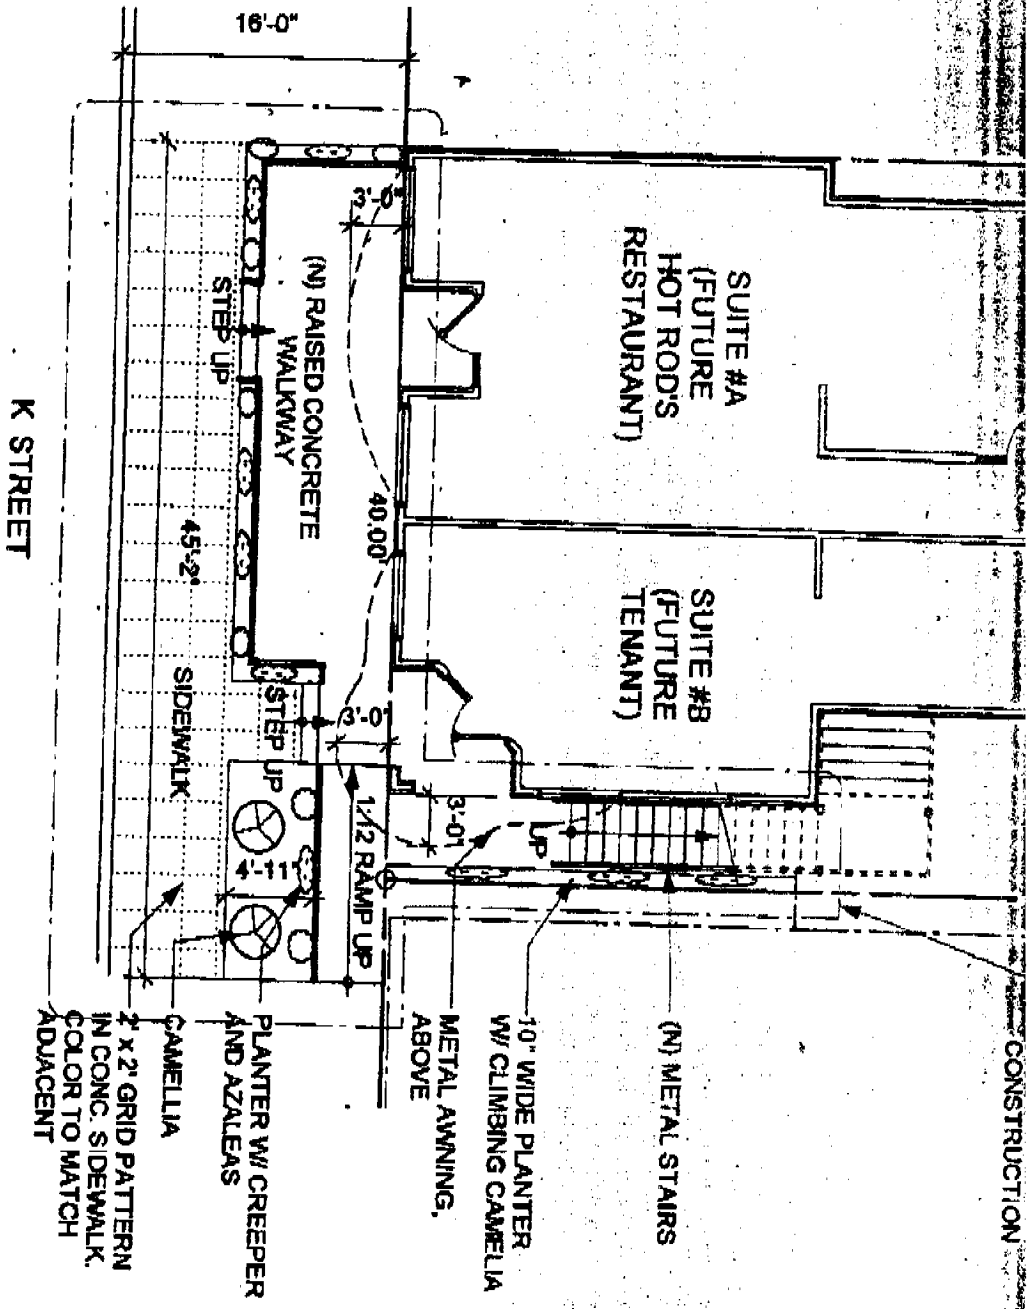 16'-0"
SUITE #A
(FUTURE
HOT ROD'S
RESTAURANT)
3'-0"
(N) RAISED CONCRETE
WALKWAY
STEP UP
K STREET
40.00'
45'-2"
SUITE #B
(FUTURE
TENANT)
SIDEWALK
STEP UP
3'-0"
3'-0"
UP
1/12 RAMP UP
4'-11"
CONSTRUCTION
(N) METAL STAIRS
10" WIDE PLANTER
W/ CLIMBING CAMELIA
METAL AWNING,
ABOVE
PLANTER W/ CREEPER
AND AZALEAS
CAMELLIA
2' x 2' GRID PATTERN
IN CONC. SIDEWALK.
COLOR TO MATCH
ADJACENT